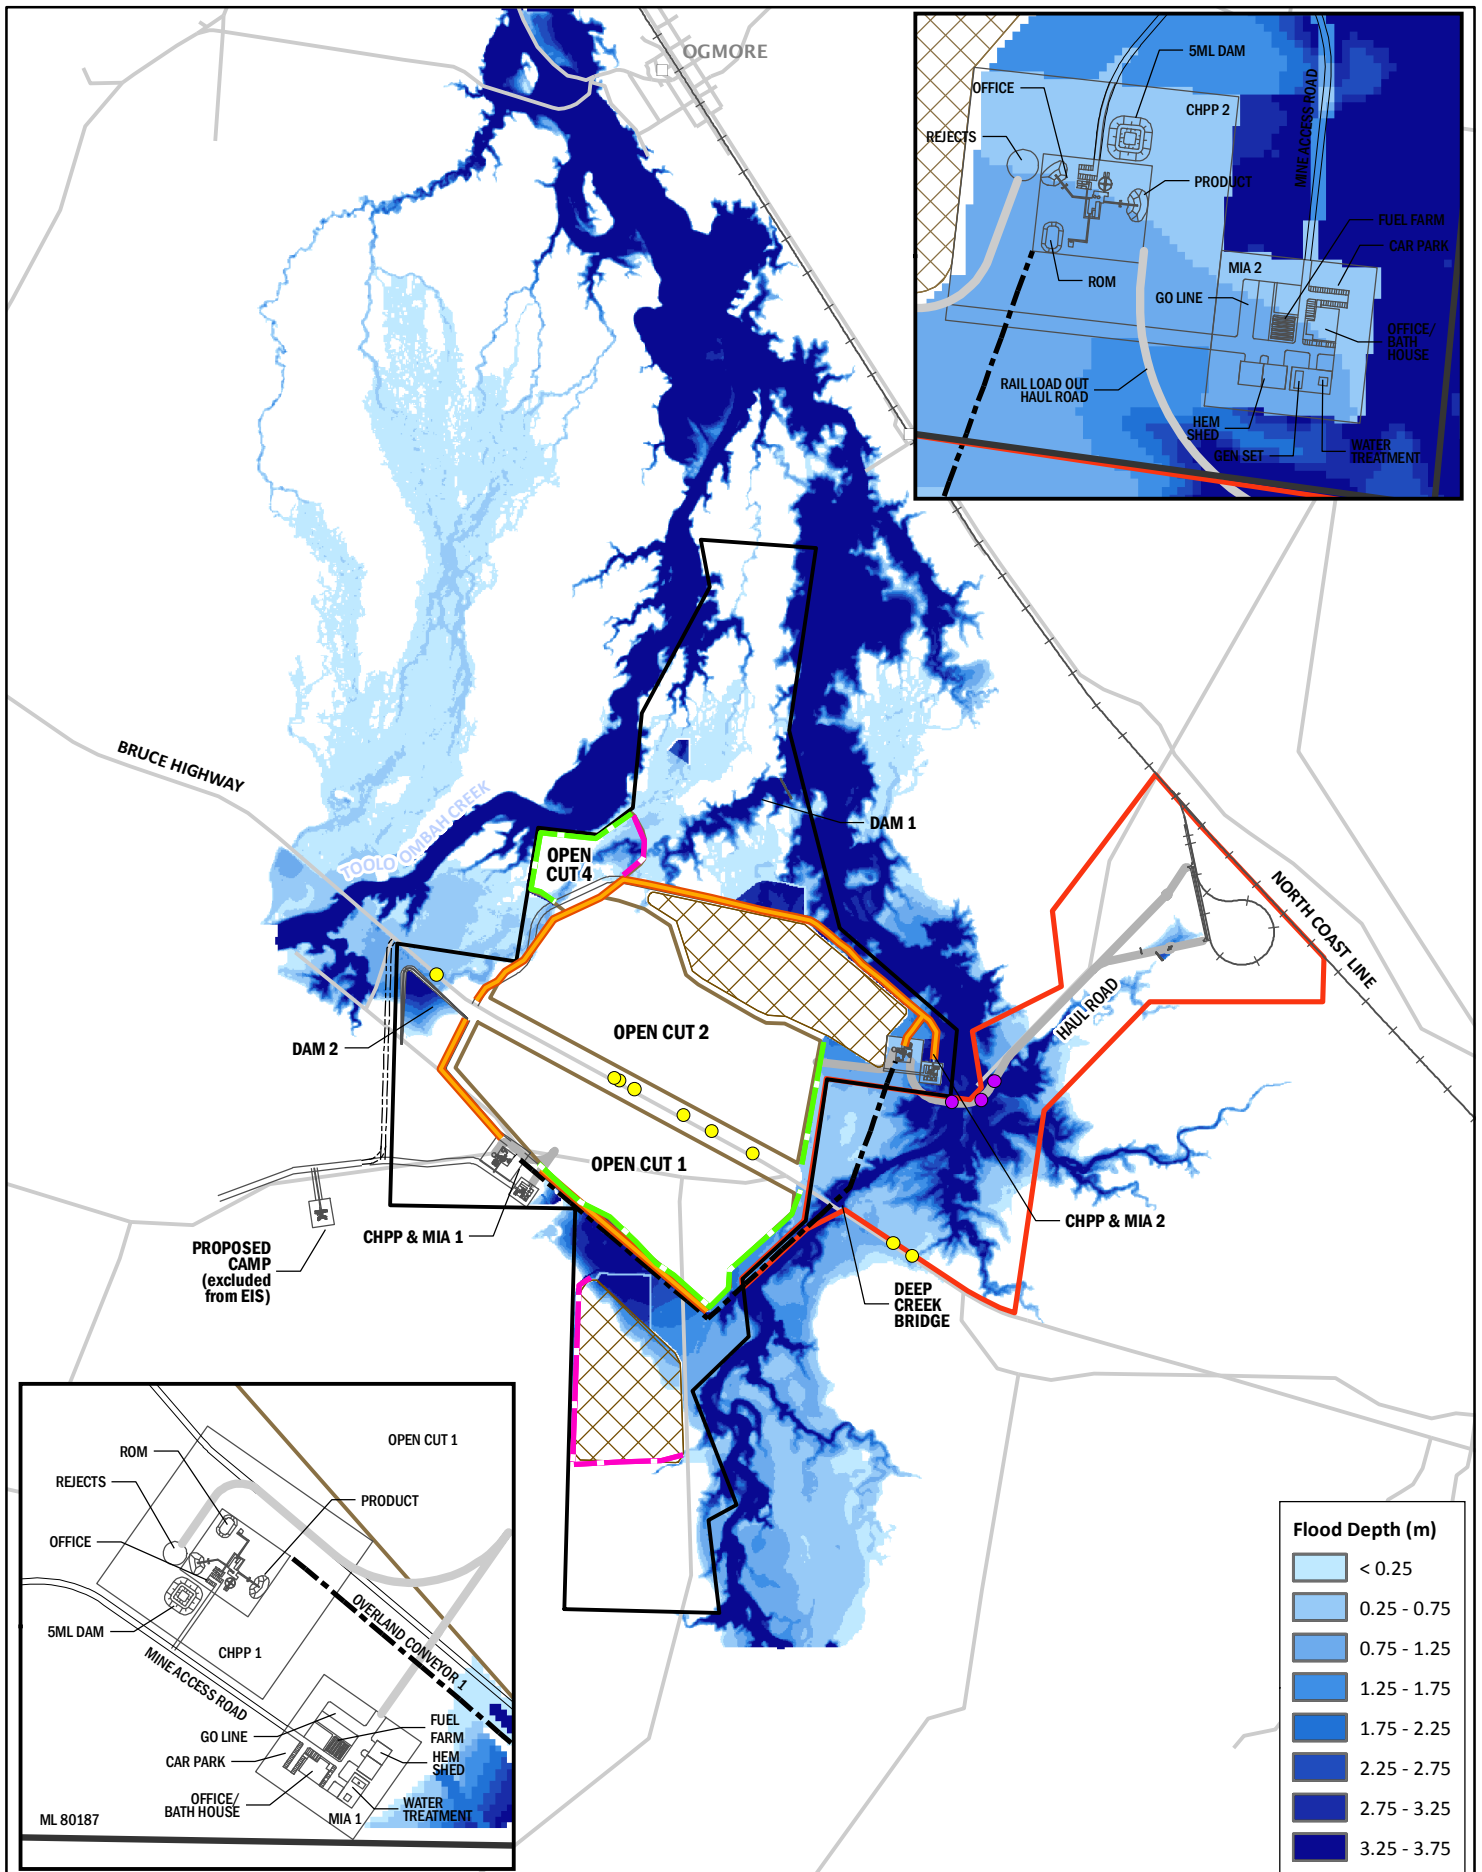 OGMORE
5ML DAM
OFFICE
CHPP 2
REJECTS
MINE ACCESS ROAD
PRODUCT
FUEL FARM
CAR PARK
MIA 2
ROM
GO LINE
OFFICE/
BATH
HOUSE
RAIL LOAD OUT
HAUL ROAD
HEM
SHED
GEN SET
WATER
TREATMENT
BRUCE HIGHWAY
TOOLOOMBAH CREEK
DAM 1
OPEN
CUT 4
NORTH COAST LINE
HAUL ROAD
OPEN CUT 2
DAM 2
OPEN CUT 1
CHPP & MIA 1
CHPP & MIA 2
PROPOSED
CAMP
(excluded
from EIS)
DEEP
CREEK
BRIDGE
OPEN CUT 1
ROM
REJECTS
PRODUCT
OFFICE
5ML DAM
OVERLAND CONVEYOR 1
CHPP 1
MINE ACCESS ROAD
GO LINE
FUEL
FARM
CAR PARK
HEM
SHED
OFFICE/
BATH HOUSE
WATER
TREATMENT
MIA 1
ML 80187
Flood Depth (m)
< 0.25
0.25 - 0.75
0.75 - 1.25
1.25 - 1.75
1.75 - 2.25
2.25 - 2.75
2.75 - 3.25
3.25 - 3.75